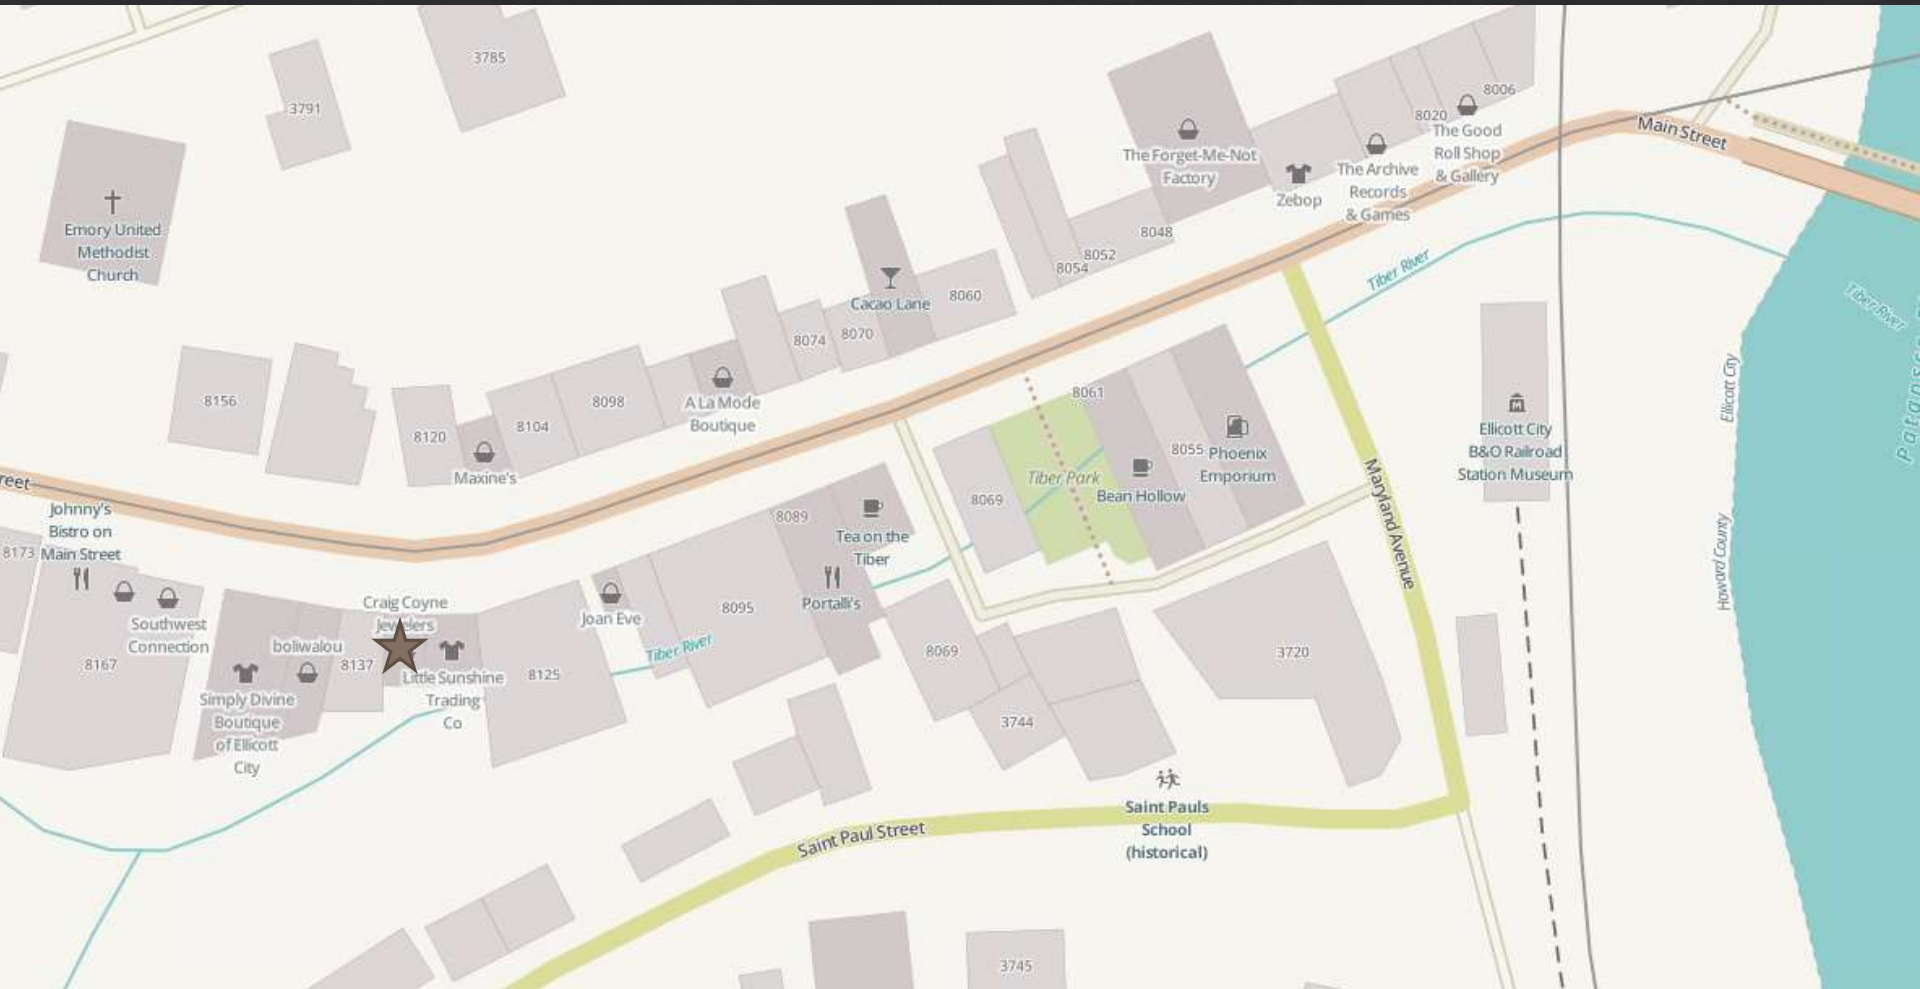 3785
3791
Emory United
Methodist
Church
8006
8020
The Good
Roll Shop
& Gallery
Main Street
The Forget-Me-Not
Factory
The Archive
Records
& Games
Zebop
8048
8052
8054
Tiber River
Tiber River
Cacao Lane
8060
8074
8070
8156
8120
Maxine's
8104
8098
A La Mode
Boutique
8061
8055
Phoenix
Emporium
Bean Hollow
Tiber Park
8069
Maryland Avenue
Ellicott City
B&O Railroad
Station Museum
Ellicott City
Howard County
reet
Johnny's
Bistro on
Main Street
8173
8167
Southwest
Connection
boliwalou
Simply Divine
Boutique
of Ellicott
City
8137
Craig Coyne
Jewelers
Little Sunshine
Trading
Co
8125
Joan Eve
Tiber River
8095
8089
Tea on the
Tiber
Portalli's
8069
3744
3720
Saint Pauls
School
(historical)
Saint Paul Street
3745